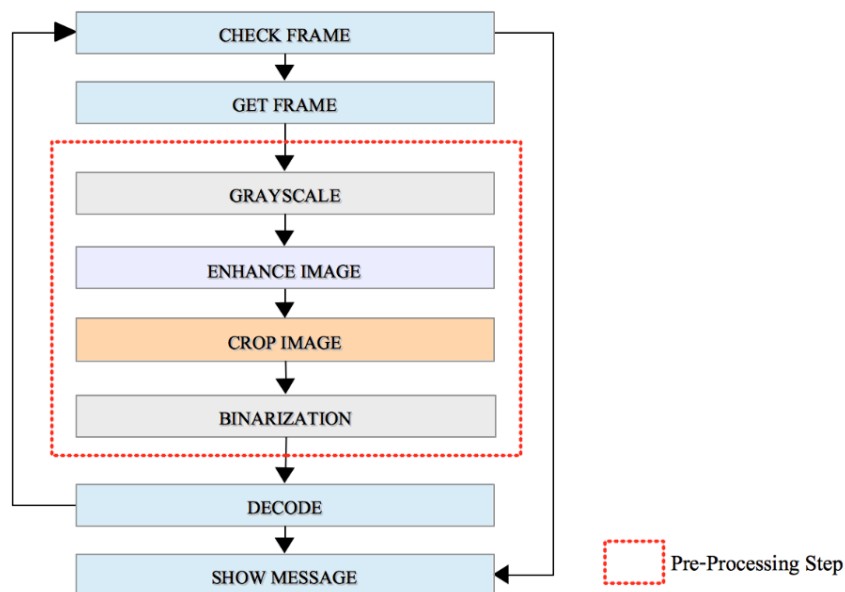 CHECK FRAME
GET FRAME
GRAYSCALE
ENHANCE IMAGE
CROP IMAGE
BINARIZATION
DECODE
SHOW MESSAGE
Pre-Processing Step